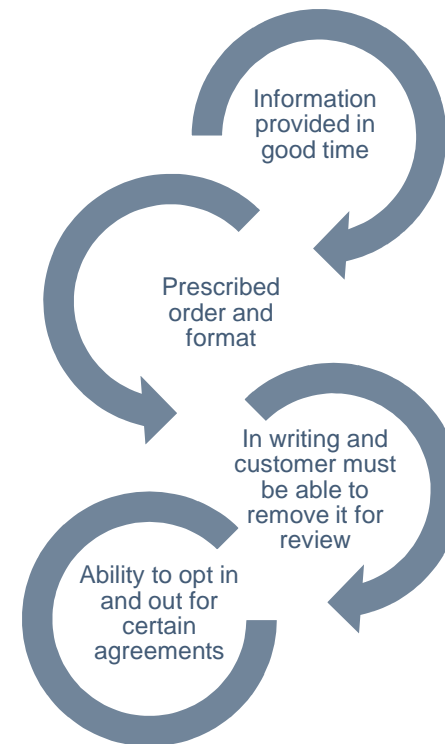 Information
provided in
good time
Prescribed
order and
format
In writing and
customer must
be able to
remove it for
review
Ability to opt in
and out for
certain
agreements